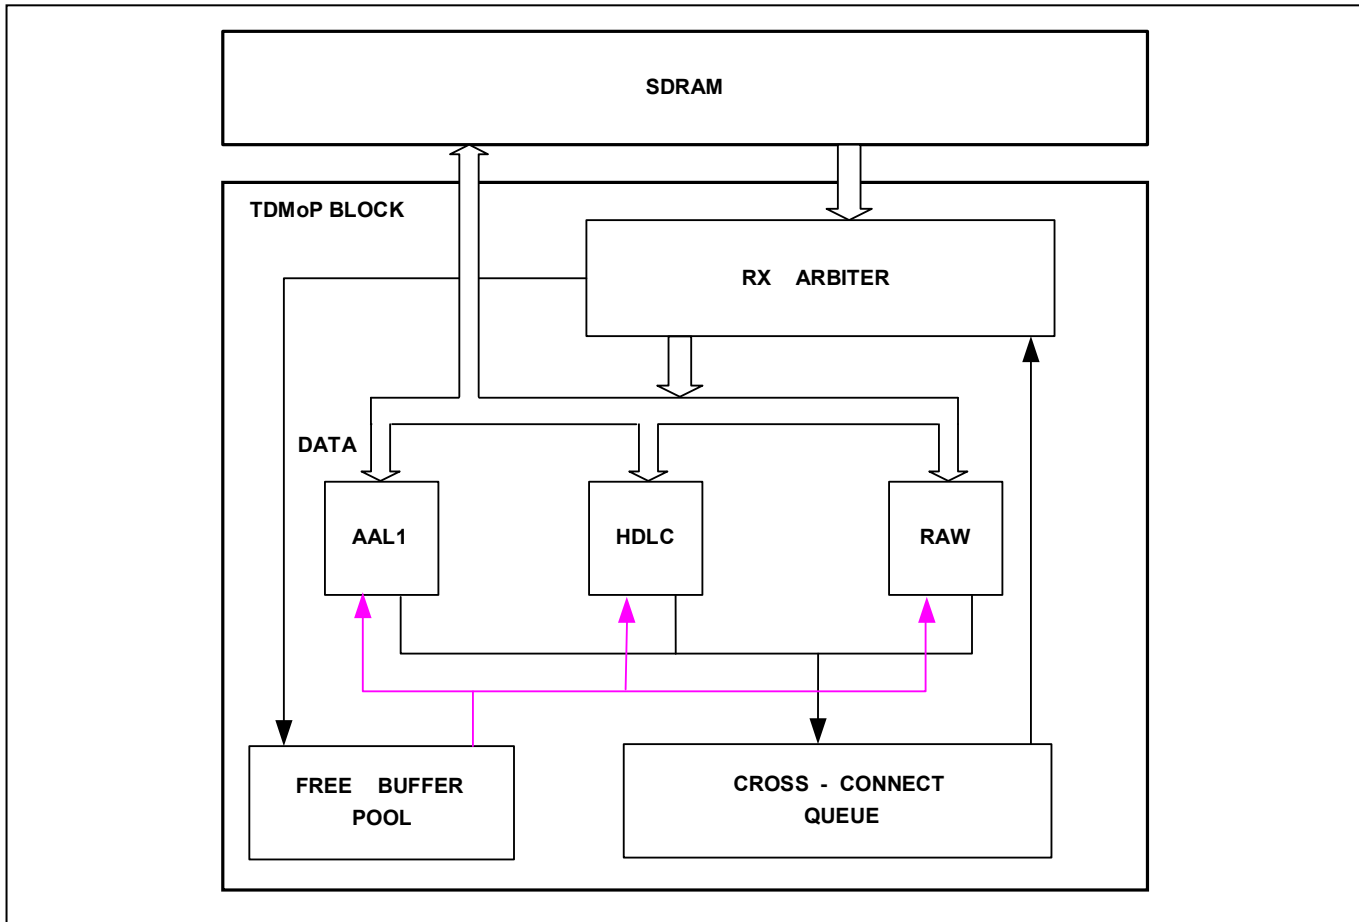 SDRAM
TDMoP BLOCK
RX ARBITER
DATA
AAL1
HDLC
RAW
FREE BUFFER
POOL
CROSS - CONNECT
QUEUE